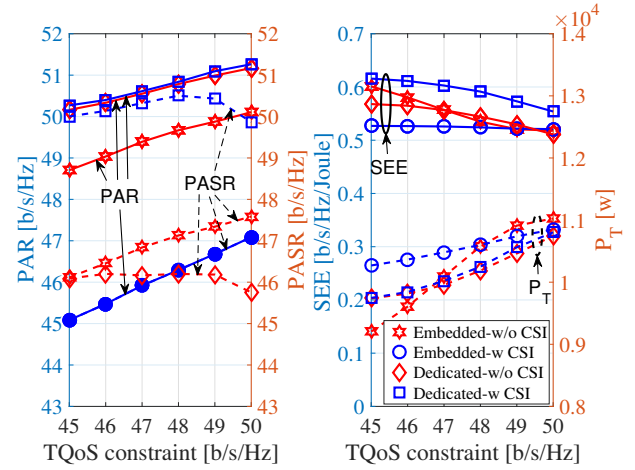 52
51
50
49
48
47
46
45
44
43
PAR [b/s/Hz]
PAR
PASR
52
51
50
49
48
47
46
45
44
43
PASR [b/s/Hz]
45 46 47 48 49 50
TQoS constraint [b/s/Hz]
0.7
0.6
0.5
0.4
0.3
0.2
0.1
0
SEE [b/s/Hz/Joule]
SEE
P_T
×10⁴
1.4
1.3
1.2
1.1
1
0.9
0.8
P_T [w]
Embedded-w/o CSI
Embedded-w CSI
Dedicated-w/o CSI
Dedicated-w CSI
45 46 47 48 49 50
TQoS constraint [b/s/Hz]